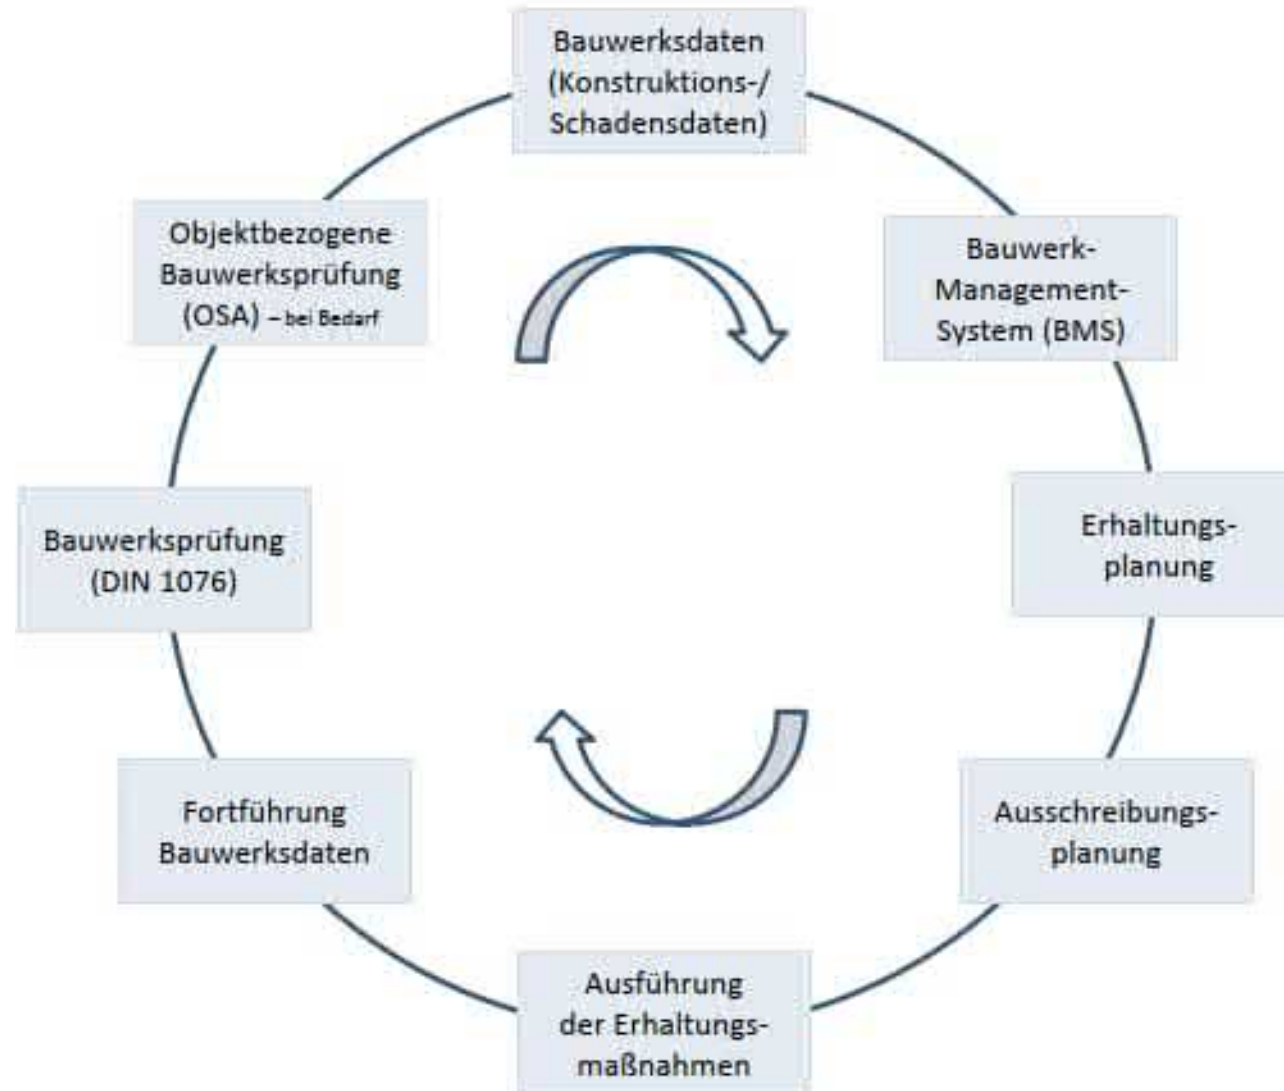 Bauwerksdaten
(Konstruktions-/
Schadensdaten)
Bauwerk-
Management-
System (BMS)
Erhaltungs-
planung
Ausschreibungs-
planung
Ausführung
der Erhaltungs-
maßnahmen
Fortführung
Bauwerksdaten
Bauwerksprüfung
(DIN 1076)
Objektbezogene
Bauwerksprüfung
(OSA) – bei Bedarf